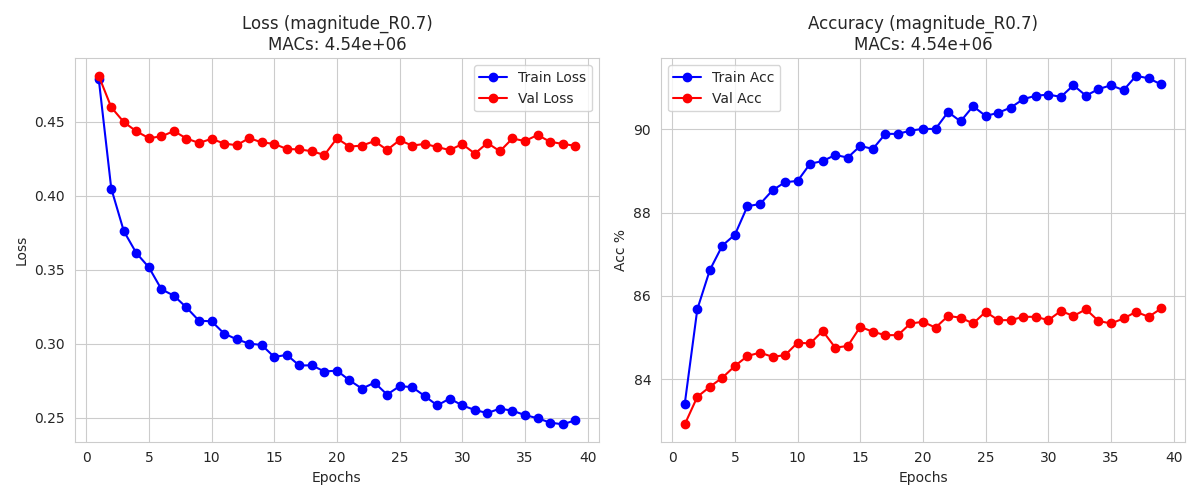 Loss (magnitude_R0.7)
MACs: 4.54e+06
Train Loss
Val Loss
Loss
0.45
0.40
0.35
0.30
0.25
0 5 10 15 20 25 30 35 40
Epochs
Accuracy (magnitude_R0.7)
MACs: 4.54e+06
Train Acc
Val Acc
Acc %
90
88
86
84
0 5 10 15 20 25 30 35 40
Epochs